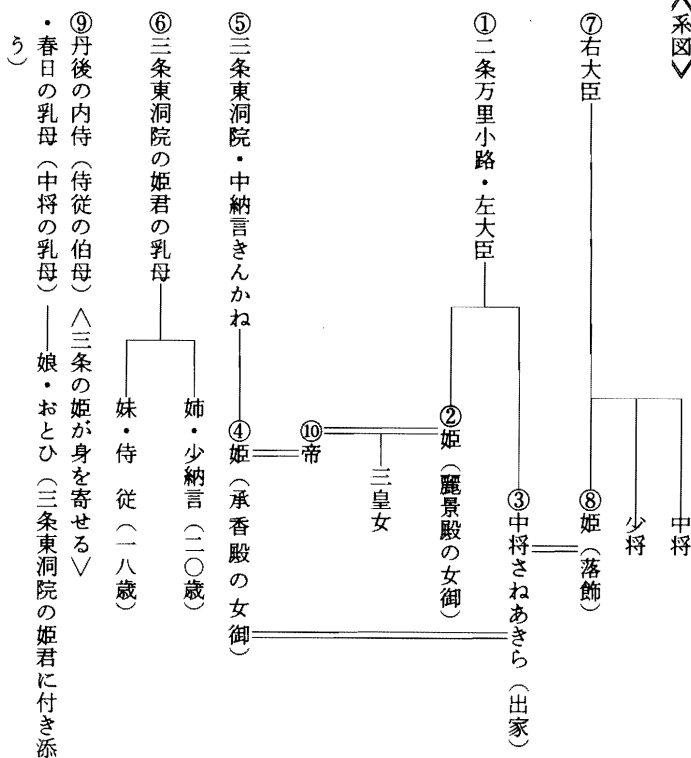 〈系図〉
⑦右大臣
中将
少将
⑧姫（落飾）
①二条万里小路・左大臣
③中将さねあきら（出家）
②姫（麗景殿の女御）
三皇女
⑩帝
⑤三条東洞院・中納言きんかね
④姫（承香殿の女御）
⑥三条東洞院の姫君の乳母
姉・少納言（二〇歳）
妹・侍　従（一八歳）
⑨丹後の内侍（侍従の伯母）〈三条の姫が身を寄せる〉
・春日の乳母（中将の乳母）――娘・おとひ（三条東洞院の姫君に付き添
う）